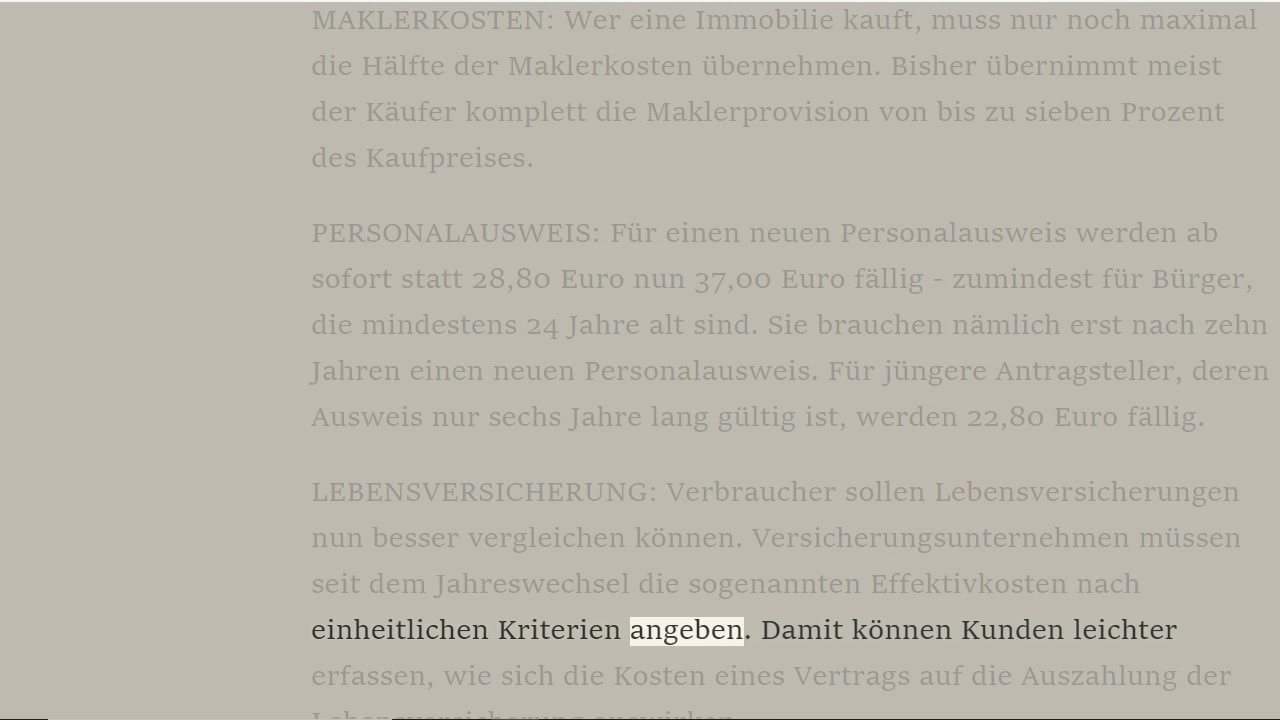 MAKLERKOSTEN: Wer eine Immobilie kauft, muss nur noch maximal
die Hälfte der Maklerkosten übernehmen. Bisher übernimmt meist
der Käufer komplett die Maklerprovision von bis zu sieben Prozent
des Kaufpreises.
PERSONALAUSWEIS: Für einen neuen Personalausweis werden ab
sofort statt 28,80 Euro nun 37,00 Euro fällig - zumindest für Bürger,
die mindestens 24 Jahre alt sind. Sie brauchen nämlich erst nach zehn
Jahren einen neuen Personalausweis. Für jüngere Antragsteller, deren
Ausweis nur sechs Jahre lang gültig ist, werden 22,80 Euro fällig.
LEBENSVERSICHERUNG: Verbraucher sollen Lebensversicherungen
nun besser vergleichen können. Versicherungsunternehmen müssen
seit dem Jahreswechsel die sogenannten Effektivkosten nach
einheitlichen Kriterien angeben. Damit können Kunden leichter
erfassen, wie sich die Kosten eines Vertrags auf die Auszahlung der